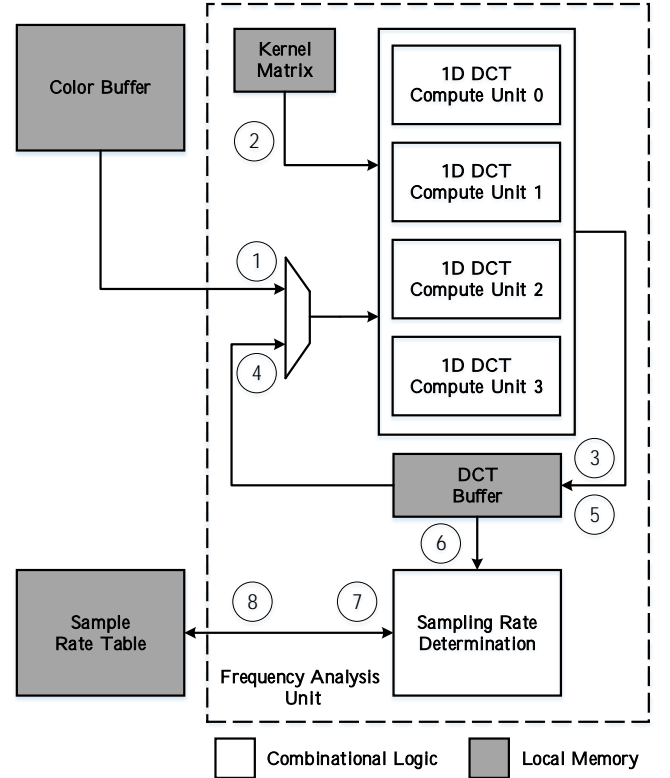 Color Buffer
Kernel
Matrix
1D DCT
Compute Unit 0
2
1D DCT
Compute Unit 1
1
1D DCT
Compute Unit 2
4
1D DCT
Compute Unit 3
3
DCT
Buffer
5
6
8
7
Sample
Rate Table
Sampling Rate
Determination
Frequency Analysis
Unit
Combinational Logic
Local Memory